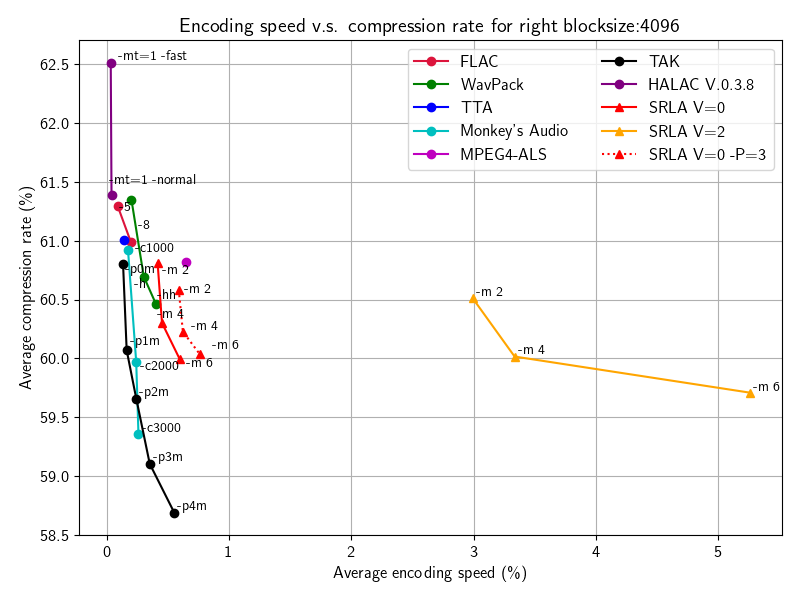 Encoding speed v.s. compression rate for right blocksize:4096
Average compression rate (%)
62.5
62.0
61.5
61.0
60.5
60.0
59.5
59.0
58.5
0
1
2
3
4
5
Average encoding speed (%)
FLAC
WavPack
TTA
Monkey's Audio
MPEG4-ALS
TAK
HALAC V.0.3.8
SRLA V=0
SRLA V=2
SRLA V=0 -P=3
-mt=1 -fast
-mt=1 -normal
-5
-8
-c1000
-p0m
-m 2
-hh
-m 2
-m 4
-m 4
-p1m
-m 6
-c2000
-m 6
-p2m
-c3000
-p3m
-p4m
-m 2
-m 4
-m 6